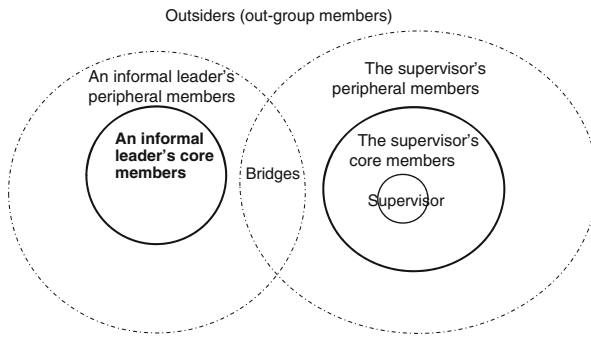 Outsiders (out-group members)
An informal leader's
peripheral members
The supervisor's
peripheral members
An informal
leader's core
members
The supervisor's
core members
Bridges
Supervisor